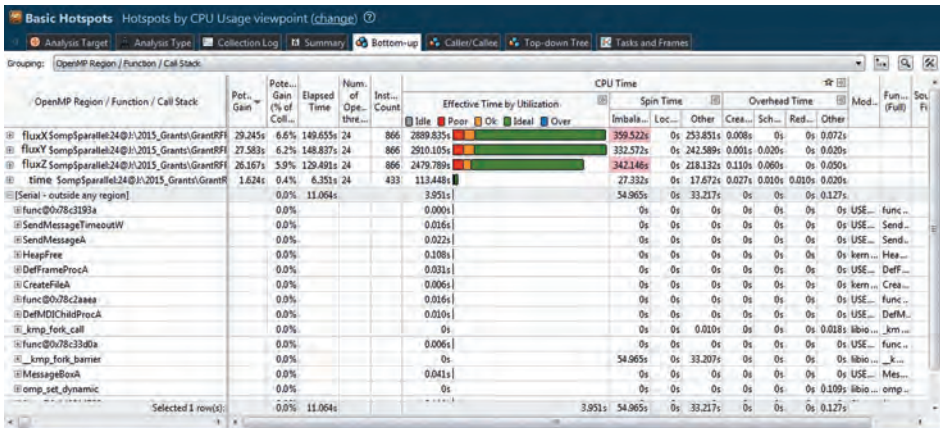 Basic Hotspots Hotspots by CPU Usage viewpoint (change)
Analysis Target Analysis Type Collection Log Summary Bottom-up Caller/Callee Top-down Tree Tasks and Frames
Grouping: OpenMP Region / Function / Call Stack
OpenMP Region / Function / Call Stack Pot... Gain Pote... Gain (% of Coll... Elapsed Time Num. of Ope... thre... Inst... Count CPU Time Mod... Fun... (Full) Sou Fi
Effective Time by Utilization Spin Time Overhead Time
Idle Poor Ok Ideal Over Imbala... Loc... Other Crea... Sch... Red... Other
fluxX$ompSparallel:24@J:\2015_Grants\GrantRFI 29.245s 6.6% 149.655s 24 866 2889.835s 359.522s 0s 253.851s 0.008s 0s 0s 0.072s
fluxY SompSparallel:24@J:\2015_Grants\GrantRFI 27.583s 6.2% 148.837s 24 866 2910.105s 332.572s 0s 242.589s 0.001s 0.020s 0s 0.020s
fluxZ SompSparallel:24@J:\2015_Grants\GrantRFI 26.167s 5.9% 129.491s 24 866 2479.789s 342.146s 0s 218.132s 0.110s 0.060s 0s 0.050s
time SompSparallel:24@J:\2015_Grants\GrantR 1.624s 0.4% 6.351s 24 433 113.448s 27.332s 0s 17.672s 0.027s 0.010s 0.010s 0.020s
[Serial - outside any region] 0.0% 11.064s 3.951s 54.965s 0s 33.217s 0s 0s 0s 0.127s
func@0x78c3193a 0.0% 0.000s 0s 0s 0s 0s 0s 0s 0s USE... func...
SendMessageTimeoutW 0.0% 0.016s 0s 0s 0s 0s 0s 0s 0s USE... Send...
SendMessageA 0.0% 0.022s 0s 0s 0s 0s 0s 0s 0s USE... Send...
HeapFree 0.0% 0.108s 0s 0s 0s 0s 0s 0s 0s kern... Hea...
DefFrameProcA 0.0% 0.031s 0s 0s 0s 0s 0s 0s 0s USE... DefF...
CreateFileA 0.0% 0.006s 0s 0s 0s 0s 0s 0s 0s kern... Crea...
func@0x78c2aaea 0.0% 0.016s 0s 0s 0s 0s 0s 0s 0s USE... func...
DefMDIChildProcA 0.0% 0.010s 0s 0s 0s 0s 0s 0s 0s USE... DefM...
_kmp_fork_call 0.0% 0s 0s 0s 0.010s 0s 0s 0s 0.018s libio... _km...
func@0x78c33d0a 0.0% 0.006s 0s 0s 0s 0s 0s 0s 0s USE... func...
__kmp_fork_barrier 0.0% 0s 54.965s 0s 33.207s 0s 0s 0s 0s libio... __k...
MessageBoxA 0.0% 0.041s 0s 0s 0s 0s 0s 0s 0s USE... Mes...
omp_set_dynamic 0.0% 0s 0s 0s 0s 0s 0s 0s 0.109s libio... omp...
Selected 1 row(s): 0.0% 11.064s 3.951s 54.965s 0s 33.217s 0s 0s 0s 0.127s